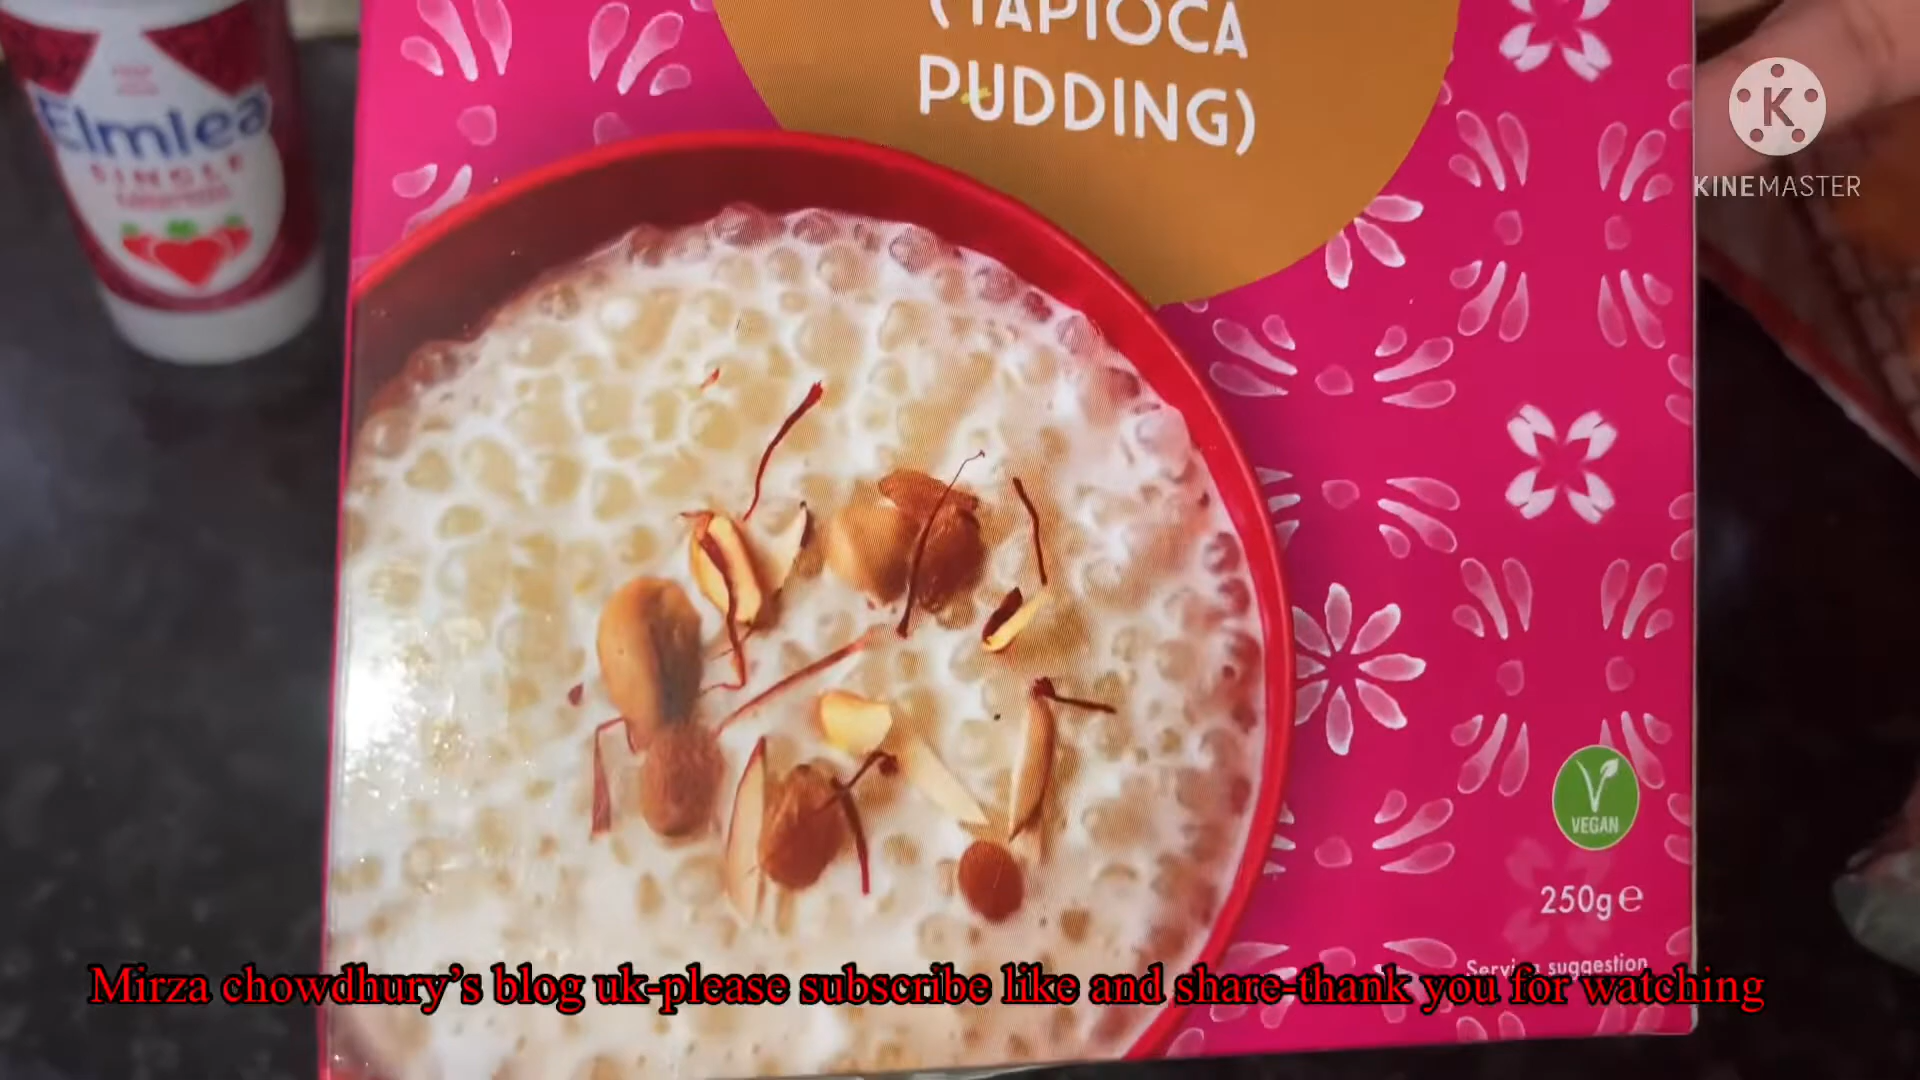 (TAPIOCA
PUDDING)
Elmlea
SINGLE
K
KINEMASTER
VEGAN
250g℮
Serving suggestion
Mirza chowdhury's blog uk-please subscribe like and share-thank you for watching